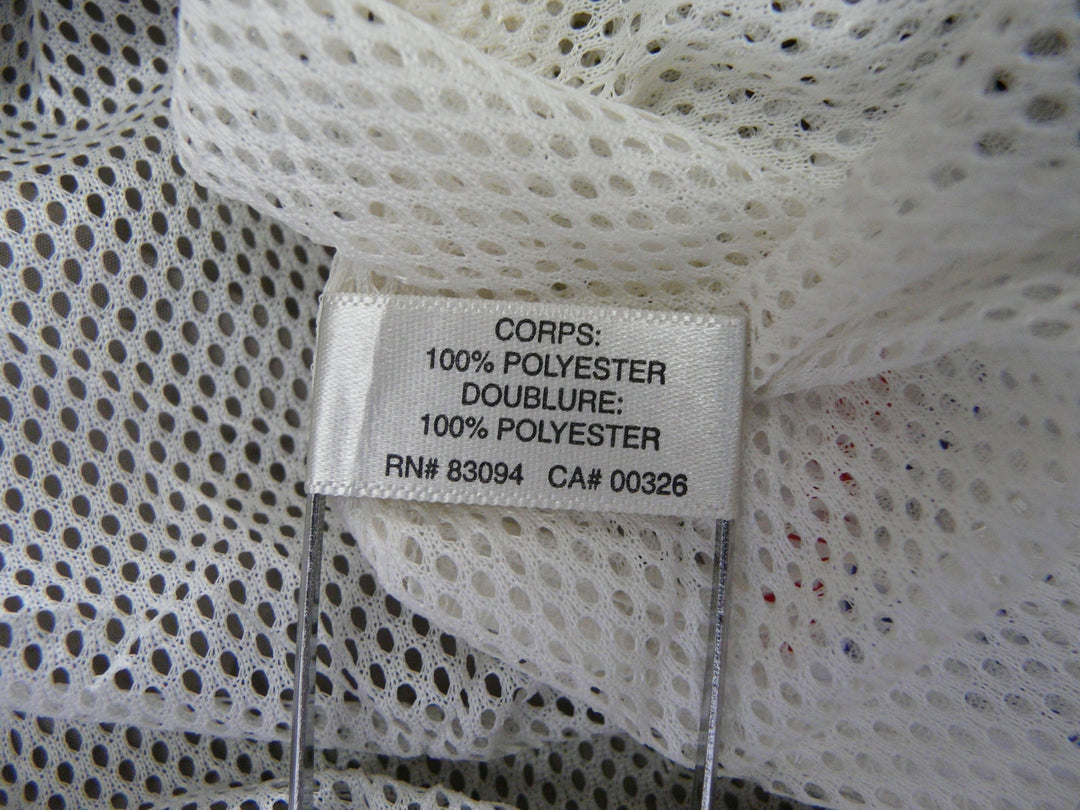 CORPS:
100% POLYESTER
DOUBLURE:
100% POLYESTER
RN# 83094 CA# 00326